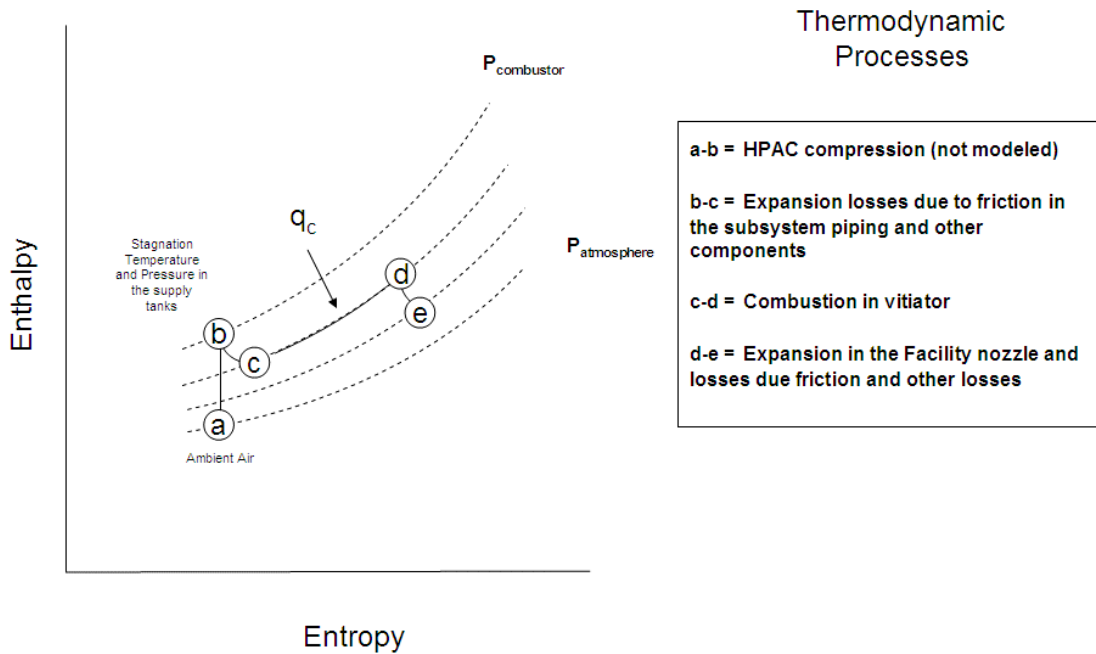 Thermodynamic
Processes
P combustor
a-b = HPAC compression (not modeled)
b-c = Expansion losses due to friction in
the subsystem piping and other
components
c-d = Combustion in vitiator
d-e = Expansion in the Facility nozzle and
losses due friction and other losses
qc
Stagnation
Temperature
and Pressure in
the supply
tanks
P atmosphere
d
e
b
c
a
Ambient Air
Enthalpy
Entropy